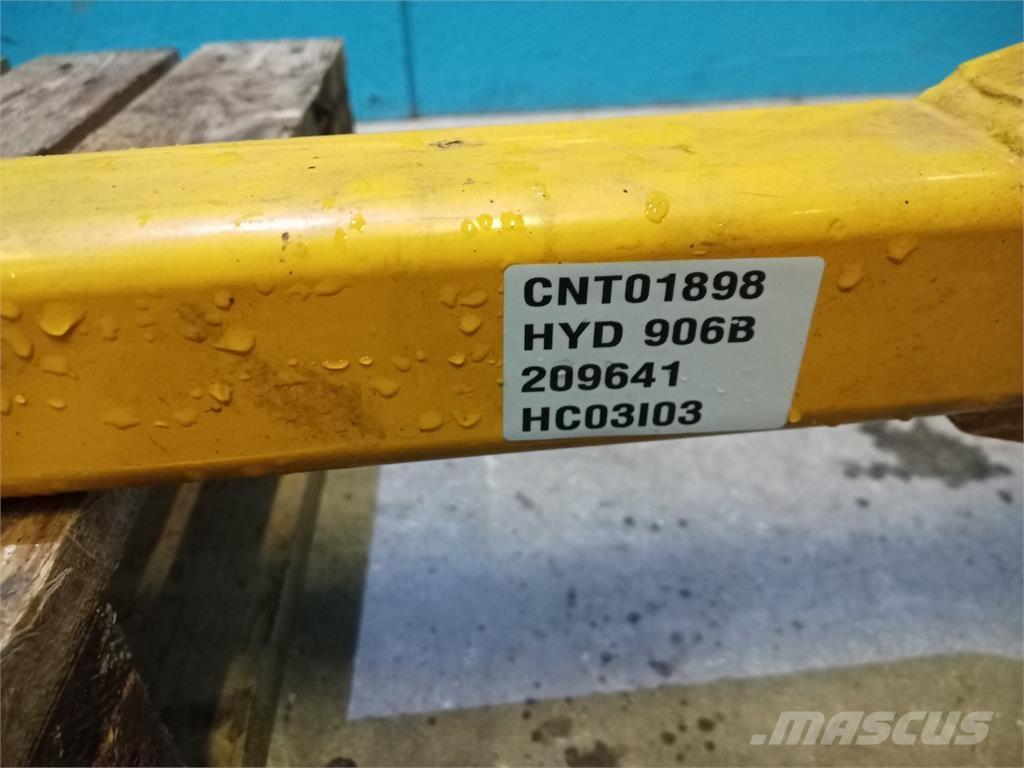 CNT01898
HYD 906B
209641
HC03I03
MASCUS